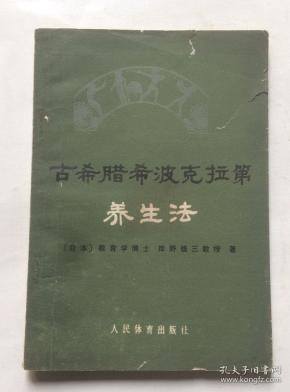 古希腊希波克拉第
养生法
(日本) 教育学博士 岸野雄三教授 著
人民体育出版社
孔夫子旧书网